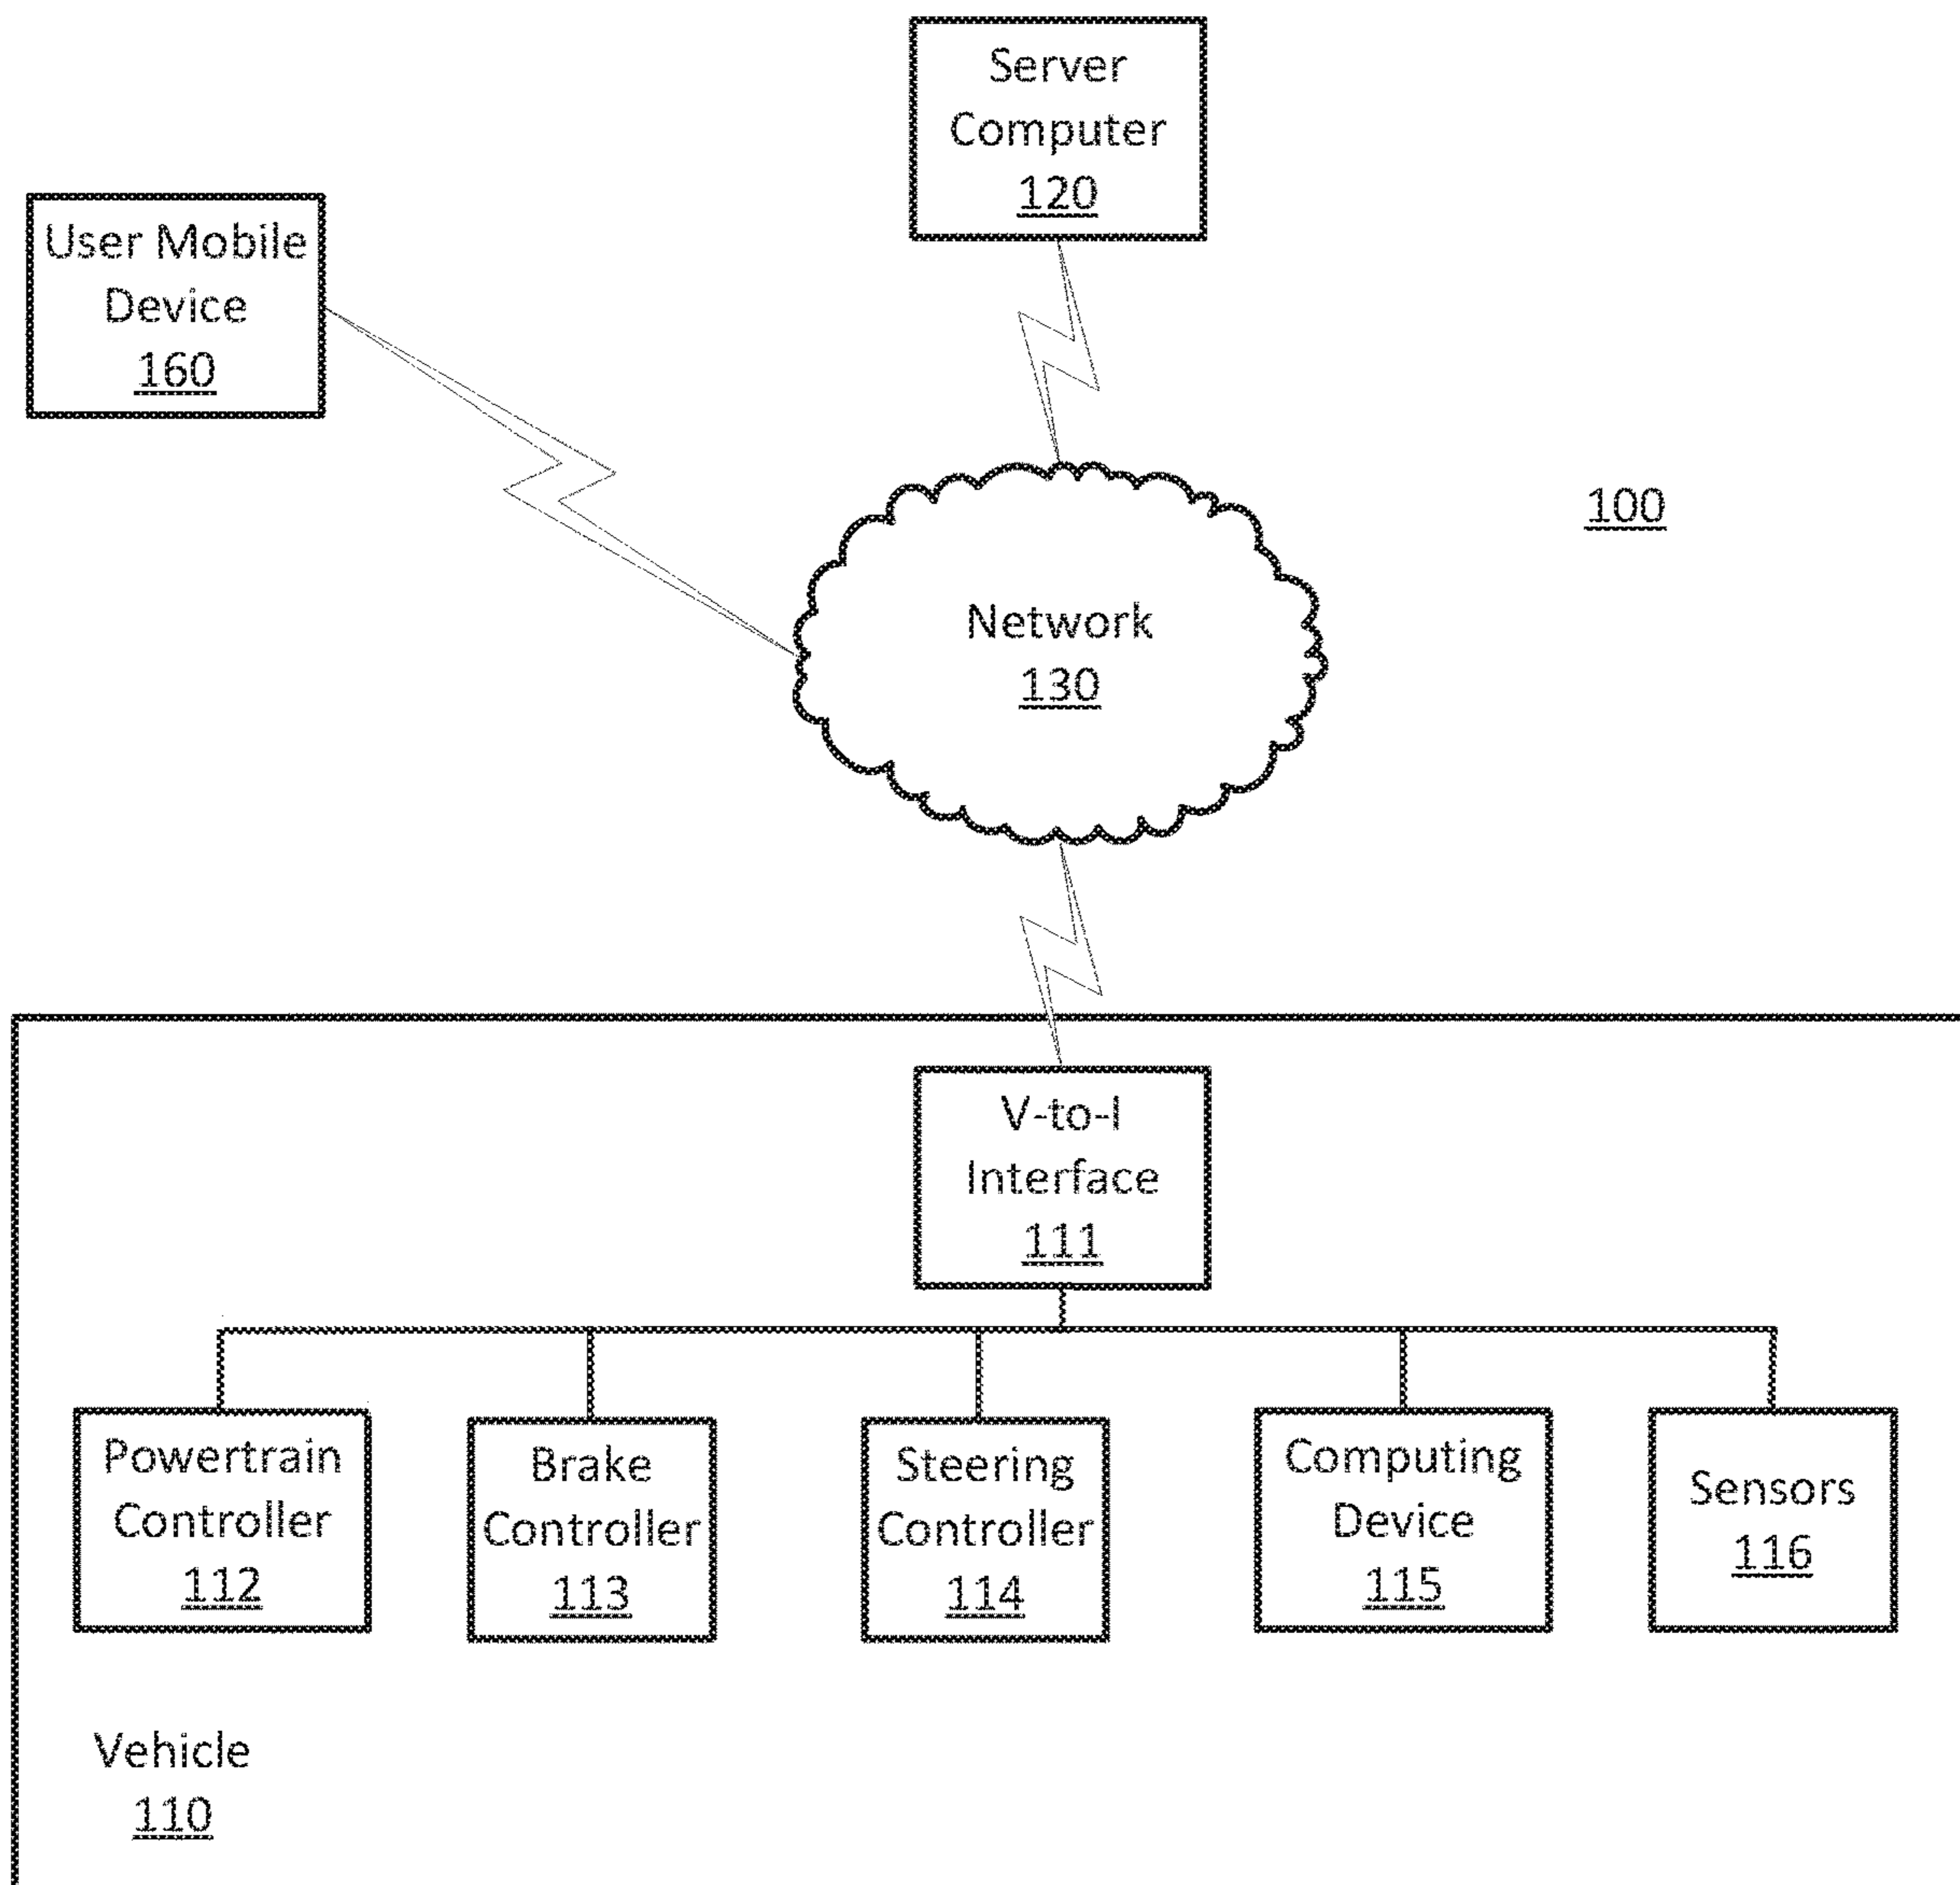 Server
Computer
120
User Mobile
Device
160
100
Network
130
V-to-I
Interface
111
Powertrain
Controller
112
Brake
Controller
113
Steering
Controller
114
Computing
Device
115
Sensors
116
Vehicle
110